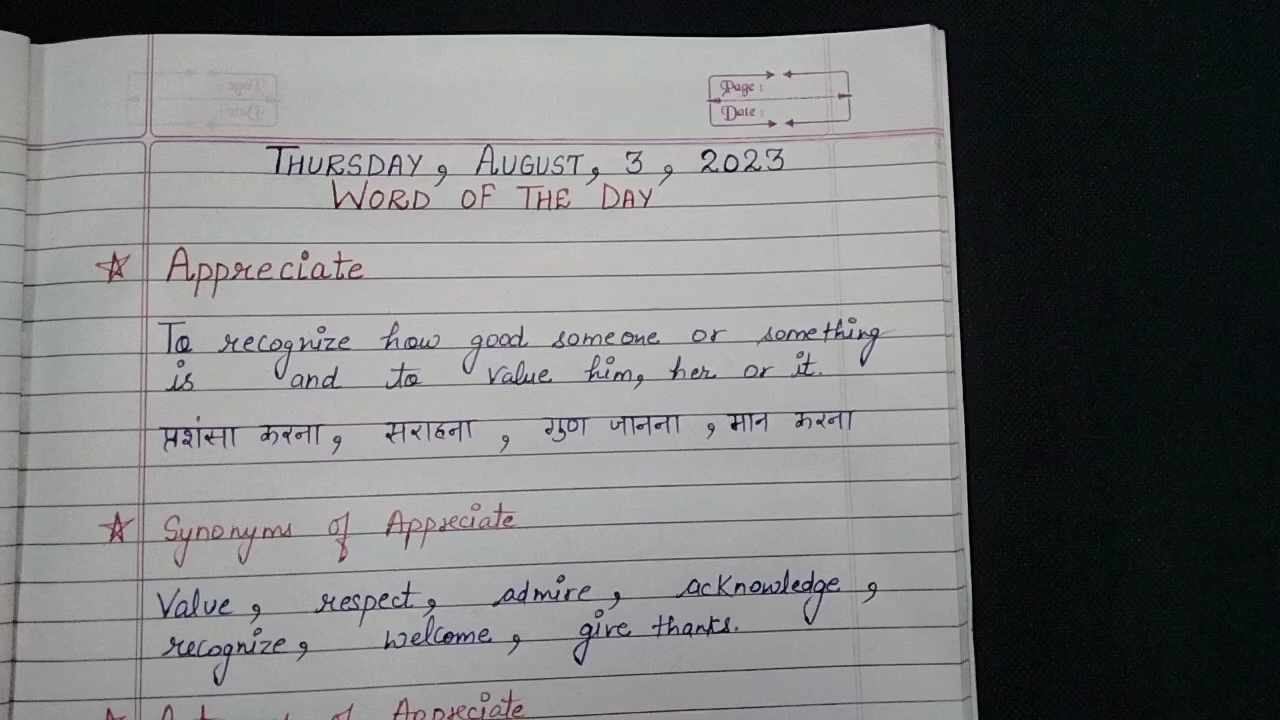 Page :
Date :
THURSDAY, AUGUST, 3, 2023
WORD OF THE DAY
☆ Appreciate
To recognize how good someone or something
is and to value him, her or it.
प्रशंसा करना, सराहना, गुण जानना, मान करना
☆ Synonyms of Appreciate
Value, respect, admire, acknowledge,
recognize, welcome, give thanks.
of Appreciate